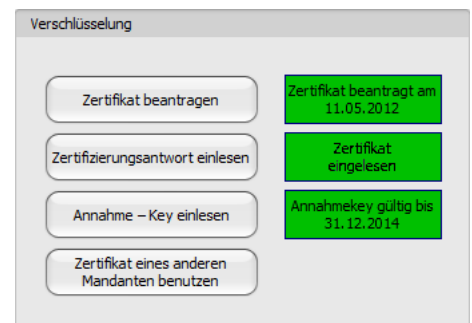 Verschlüsselung
Zertifikat beantragen
Zertifikat beantragt am
11.05.2012
Zertifizierungsantwort einlesen
Zertifikat
eingelesen
Annahme – Key einlesen
Annahmekey gültig bis
31.12.2014
Zertifikat eines anderen
Mandanten benutzen